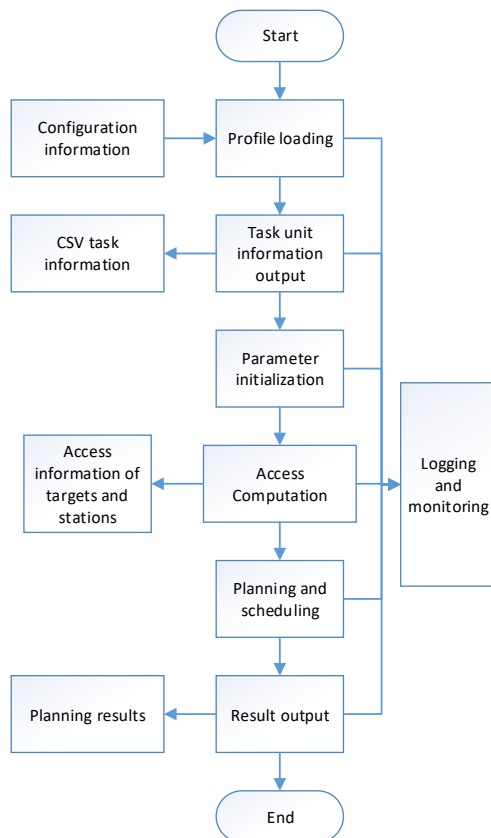 Start
Configuration
information
Profile loading
CSV task
information
Task unit
information
output
Parameter
initialization
Access
information of
targets and
stations
Access
Computation
Logging
and
monitoring
Planning and
scheduling
Planning results
Result output
End